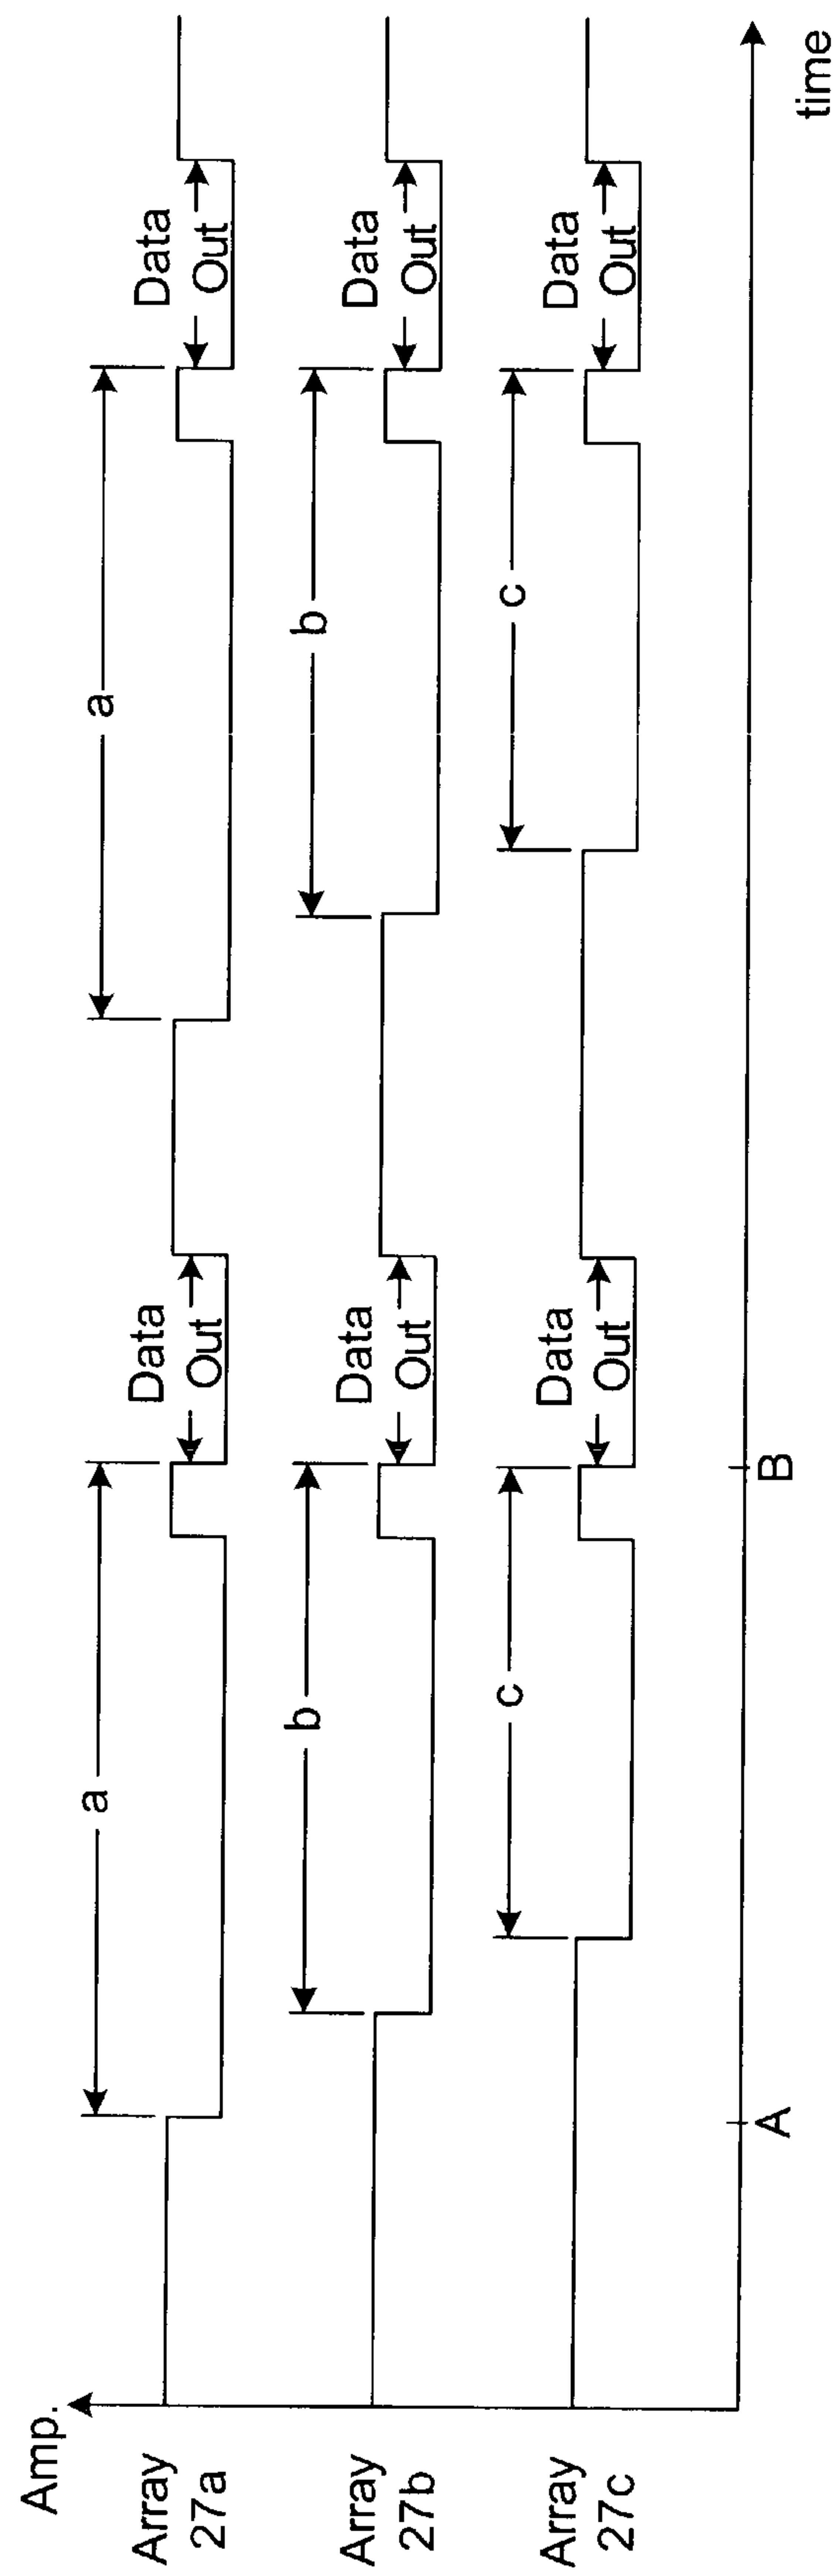 Amp.
Array
27a
a
Data
Out
a
Data
Out
Array
27b
b
Data
Out
b
Data
Out
Array
27c
c
Data
Out
c
Data
Out
A
B
time